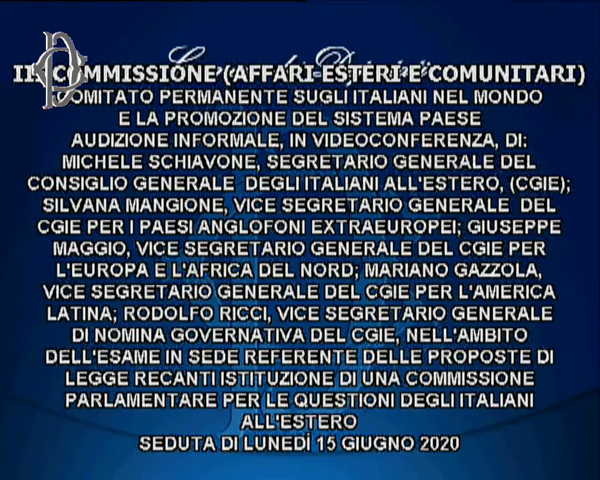 Camera dei Deputati
III COMMISSIONE (AFFARI ESTERI E COMUNITARI)
COMITATO PERMANENTE SUGLI ITALIANI NEL MONDO
E LA PROMOZIONE DEL SISTEMA PAESE
AUDIZIONE INFORMALE, IN VIDEOCONFERENZA, DI:
MICHELE SCHIAVONE, SEGRETARIO GENERALE DEL
CONSIGLIO GENERALE DEGLI ITALIANI ALL'ESTERO, (CGIE);
SILVANA MANGIONE, VICE SEGRETARIO GENERALE DEL
CGIE PER I PAESI ANGLOFONI EXTRAEUROPEI; GIUSEPPE
MAGGIO, VICE SEGRETARIO GENERALE DEL CGIE PER
L'EUROPA E L'AFRICA DEL NORD; MARIANO GAZZOLA,
VICE SEGRETARIO GENERALE DEL CGIE PER L'AMERICA
LATINA; RODOLFO RICCI, VICE SEGRETARIO GENERALE
DI NOMINA GOVERNATIVA DEL CGIE, NELL'AMBITO
DELL'ESAME IN SEDE REFERENTE DELLE PROPOSTE DI
LEGGE RECANTI ISTITUZIONE DI UNA COMMISSIONE
PARLAMENTARE PER LE QUESTIONI DEGLI ITALIANI
ALL'ESTERO
SEDUTA DI LUNEDÌ 15 GIUGNO 2020